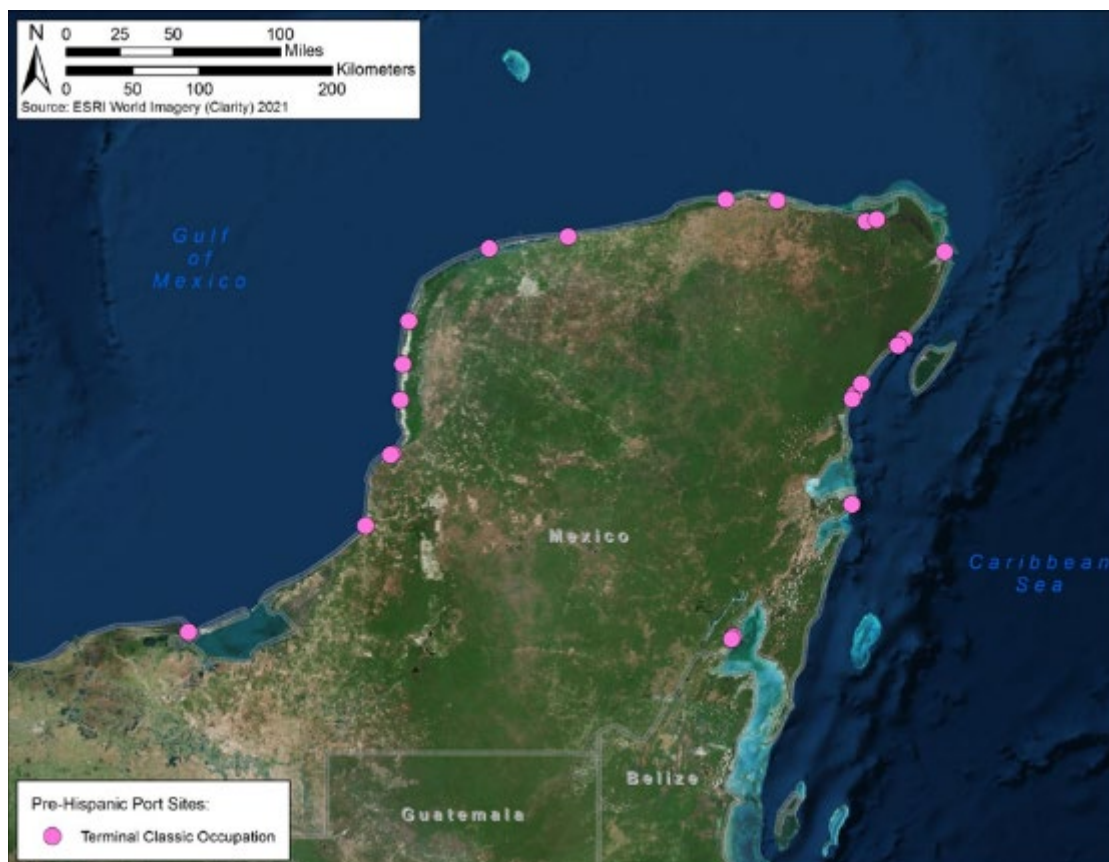 N
0 25 50 100
Miles
Kilometers
0 50 100 200
Source: ESRI World Imagery (Clarity) 2021
Gulf
of
Mexico
Mexico
Caribbean
Sea
Belize
Guatemala
Pre-Hispanic Port Sites:
Terminal Classic Occupation